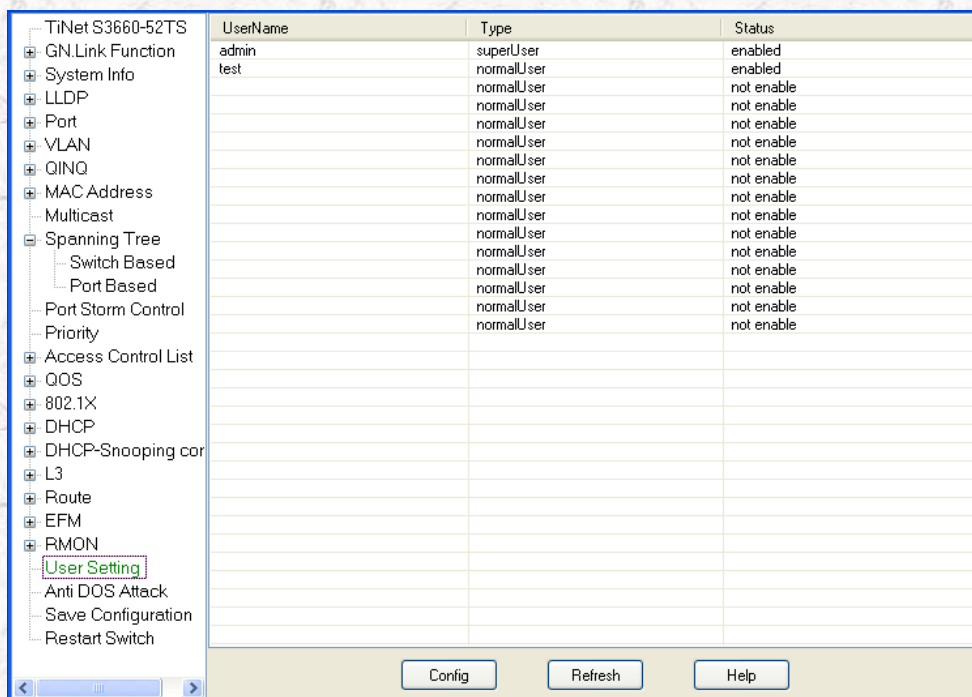 TiNet S3660-52TS
GN.Link Function
System Info
LLDP
Port
VLAN
QINQ
MAC Address
Multicast
Spanning Tree
Switch Based
Port Based
Port Storm Control
Priority
Access Control List
QOS
802.1X
DHCP
DHCP-Snooping cor
L3
Route
EFM
RMON
User Setting
Anti DOS Attack
Save Configuration
Restart Switch
UserName Type Status
admin superUser enabled
test normalUser enabled
normalUser not enable
normalUser not enable
normalUser not enable
normalUser not enable
normalUser not enable
normalUser not enable
normalUser not enable
normalUser not enable
normalUser not enable
normalUser not enable
normalUser not enable
normalUser not enable
normalUser not enable
normalUser not enable
Config Refresh Help